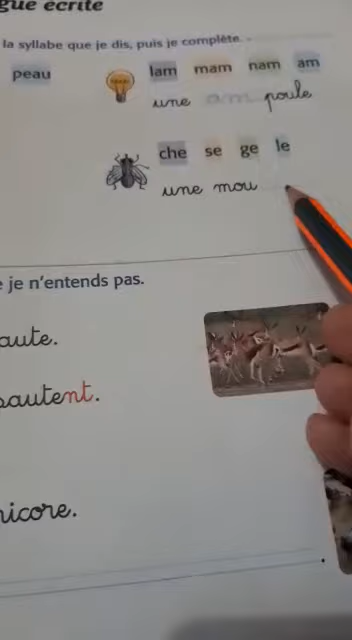 gue écrite
la syllabe que je dis, puis je complète.
peau
lam mam nam am
une am poule
che se ge le
une mou
je n'entends pas.
aute.
sautent.
icore.